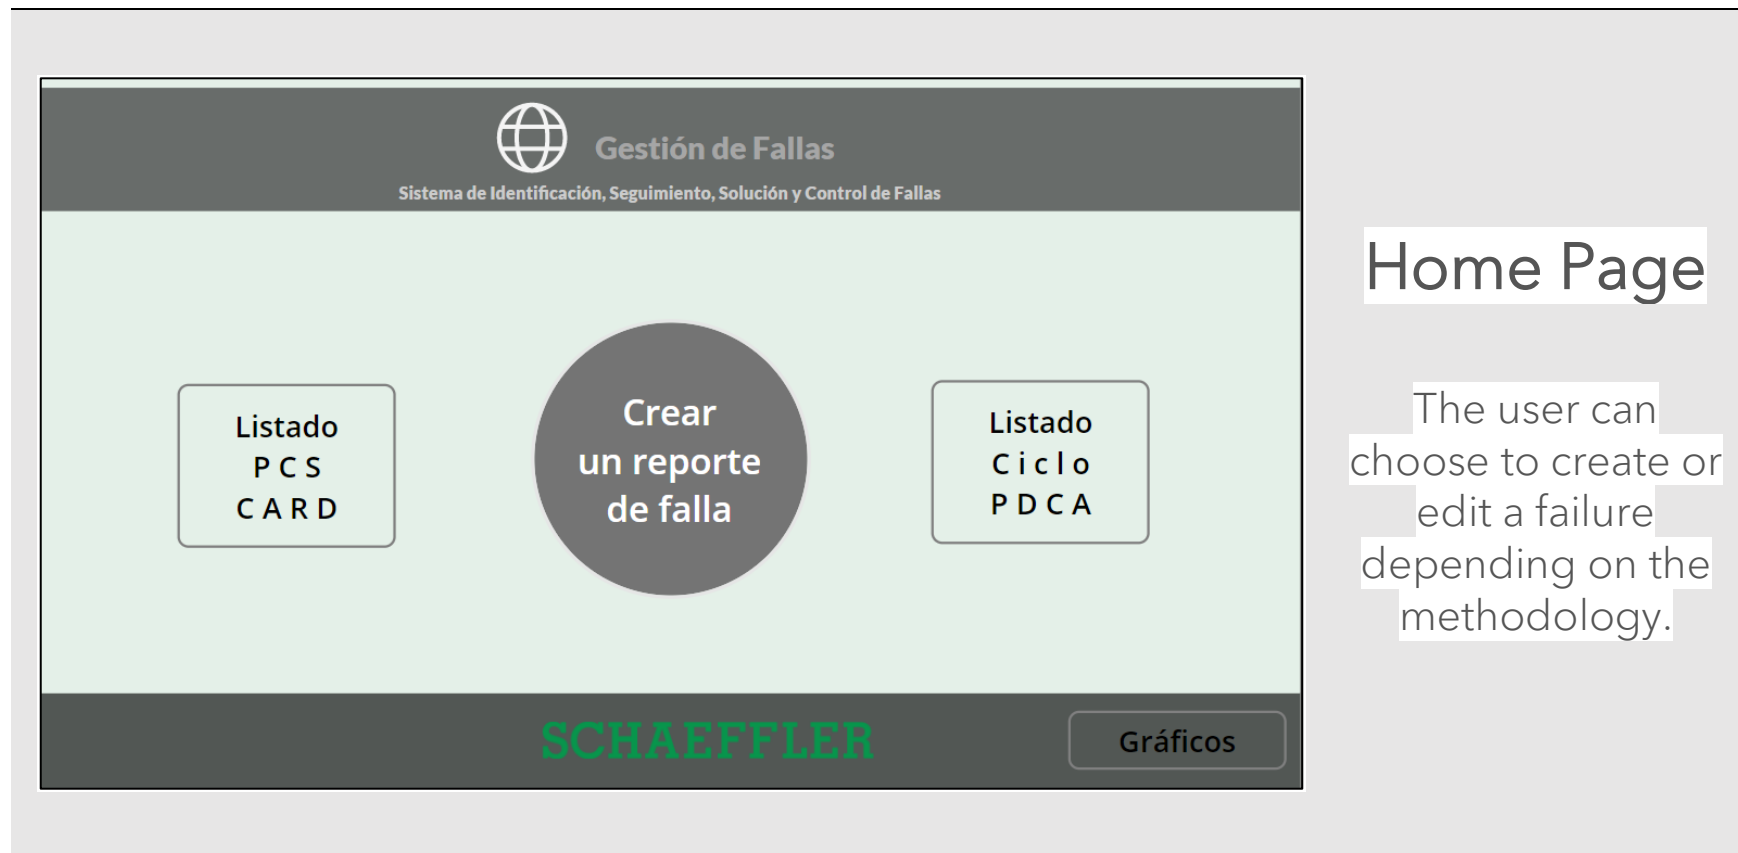 Gestión de Fallas
Sistema de Identificación, Seguimiento, Solución y Control de Fallas
Listado
P C S
C A R D
Crear
un reporte
de falla
Listado
C i c l o
P D C A
SCHAEFFLER
Gráficos
Home Page
The user can
choose to create or
edit a failure
depending on the
methodology.